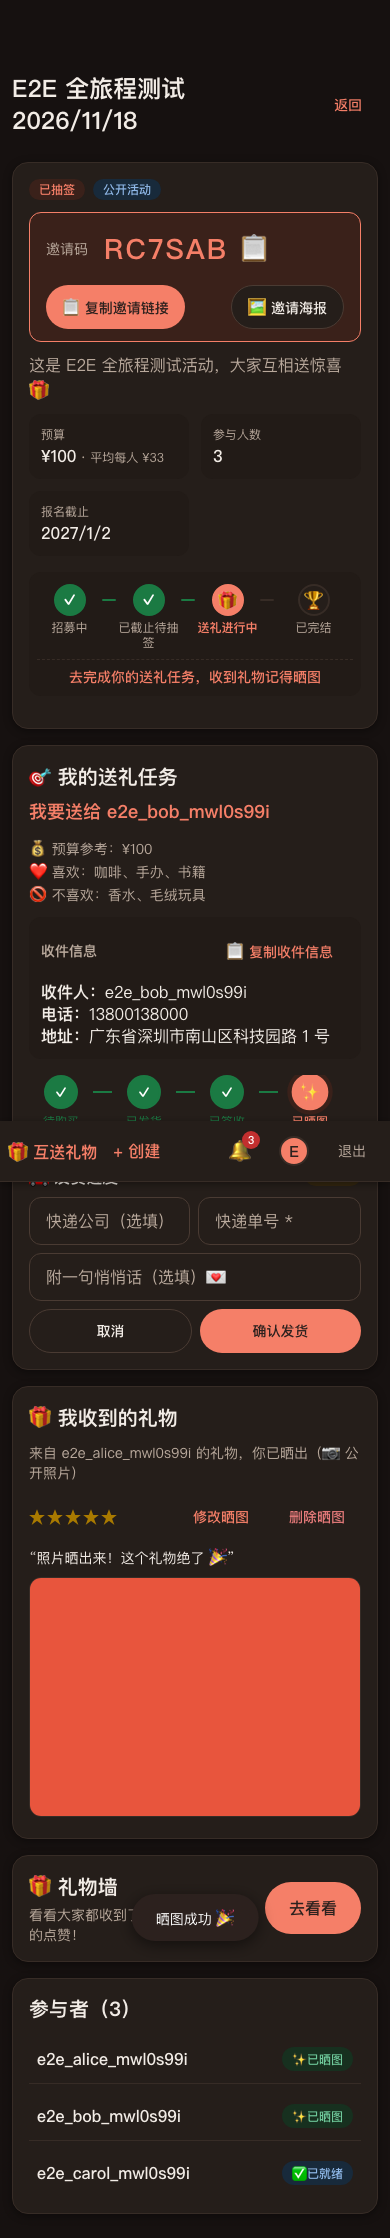 E2E 全旅程测试
2026/11/18
返回
已抽签 公开活动
邀请码 RC7SAB 📋
📋 复制邀请链接 🖼️ 邀请海报
这是 E2E 全旅程测试活动，大家互相送惊喜
🎁
预算 参与人数
¥100 · 平均每人 ¥33 3
报名截止
2027/1/2
招募中 已截止待抽签 送礼进行中 已完结
去完成你的送礼任务，收到礼物记得晒图
🎯 我的送礼任务
我要送给 e2e_bob_mwl0s99i
💰 预算参考：¥100
❤️ 喜欢：咖啡、手办、书籍
🚫 不喜欢：香水、毛绒玩具
收件信息 📋 复制收件信息
收件人：e2e_bob_mwl0s99i
电话：13800138000
地址：广东省深圳市南山区科技园路 1 号
🎁 互送礼物 + 创建 🔔 3 E 退出
快递公司（选填） 快递单号 *
附一句悄悄话（选填）💌
取消 确认发货
🎁 我收到的礼物
来自 e2e_alice_mwl0s99i 的礼物，你已晒出（📷 公
开照片）
★★★★★ 修改晒图 删除晒图
“照片晒出来！这个礼物绝了 🎉”
🎁 礼物墙
看看大家都收到了
的点赞！
去看看
晒图成功 🎉
参与者（3）
e2e_alice_mwl0s99i ✨已晒图
e2e_bob_mwl0s99i ✨已晒图
e2e_carol_mwl0s99i ✅已就绪